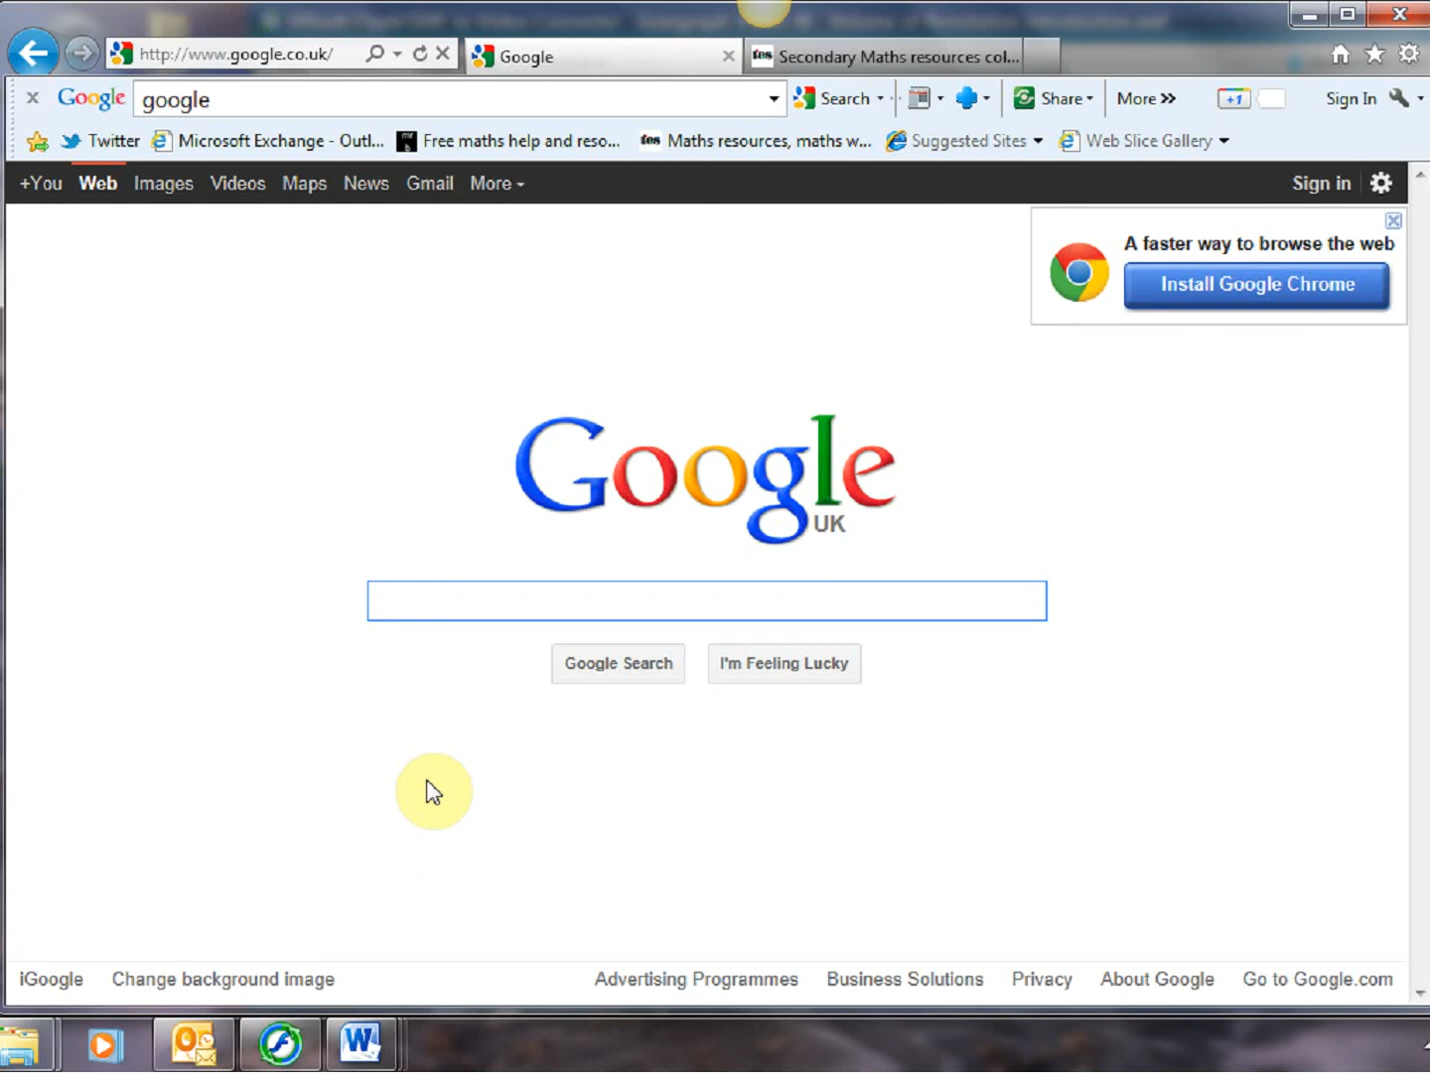 http://www.google.co.uk/
Google
tes Secondary Maths resources col...
Google google Search Share More >> +1 Sign In
Twitter Microsoft Exchange - Outl... Free maths help and reso... tes Maths resources, maths w... Suggested Sites Web Slice Gallery
+You Web Images Videos Maps News Gmail More Sign in
A faster way to browse the web
Install Google Chrome
Google
UK
Google Search I'm Feeling Lucky
iGoogle Change background image Advertising Programmes Business Solutions Privacy About Google Go to Google.com